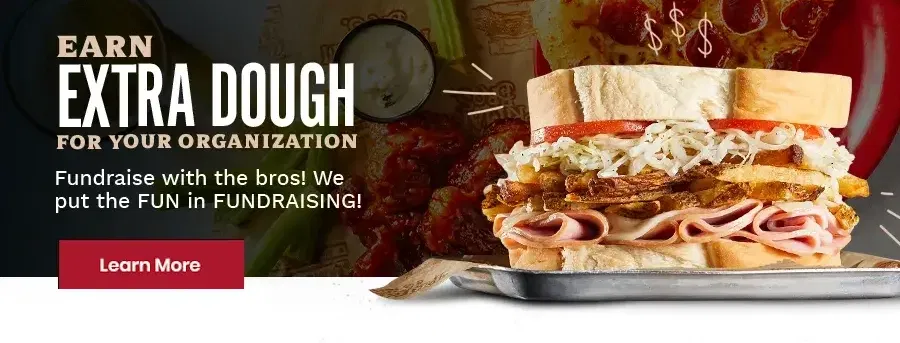 EARN
EXTRA DOUGH
FOR YOUR ORGANIZATION
Fundraise with the bros! We
put the FUN in FUNDRAISING!
Learn More
$$$